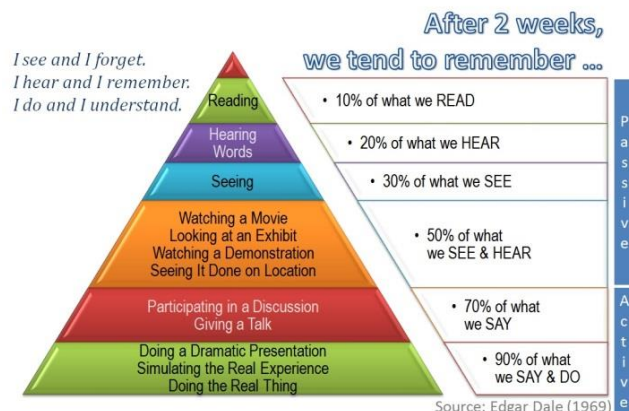 After 2 weeks,
we tend to remember ...
I see and I forget.
I hear and I remember.
I do and I understand.
Reading
• 10% of what we READ
Hearing
Words
• 20% of what we HEAR
Seeing
• 30% of what we SEE
Watching a Movie
Looking at an Exhibit
Watching a Demonstration
Seeing It Done on Location
• 50% of what
we SEE & HEAR
Participating in a Discussion
Giving a Talk
• 70% of what
we SAY
Doing a Dramatic Presentation
Simulating the Real Experience
Doing the Real Thing
• 90% of what
we SAY & DO
Passive
Active
Source: Edgar Dale (1969)